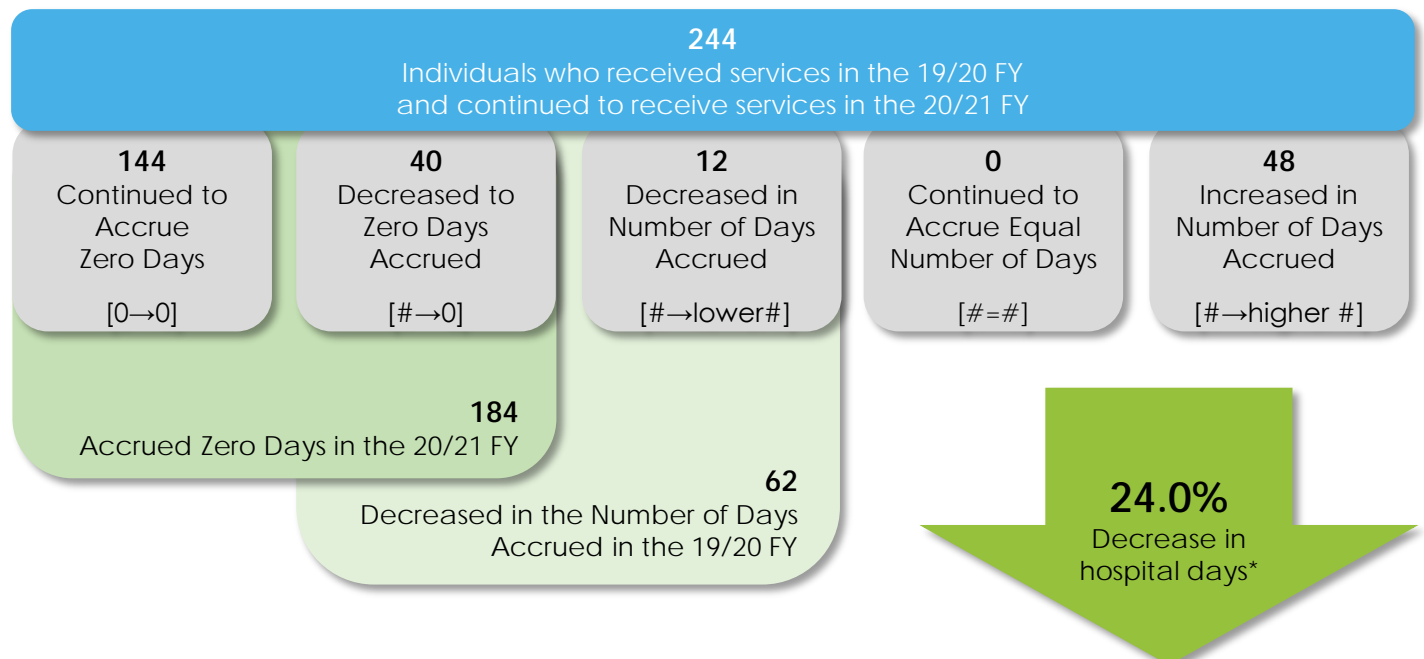 244
Individuals who received services in the 19/20 FY
and continued to receive services in the 20/21 FY
144
Continued to
Accrue
Zero Days
[0→0]
40
Decreased to
Zero Days
Accrued
[#→0]
12
Decreased in
Number of Days
Accrued
[#→lower#]
0
Continued to
Accrue Equal
Number of Days
[#=#]
48
Increased in
Number of Days
Accrued
[#→higher #]
184
Accrued Zero Days in the 20/21 FY
62
Decreased in the Number of Days
Accrued in the 19/20 FY
24.0%
Decrease in
hospital days*